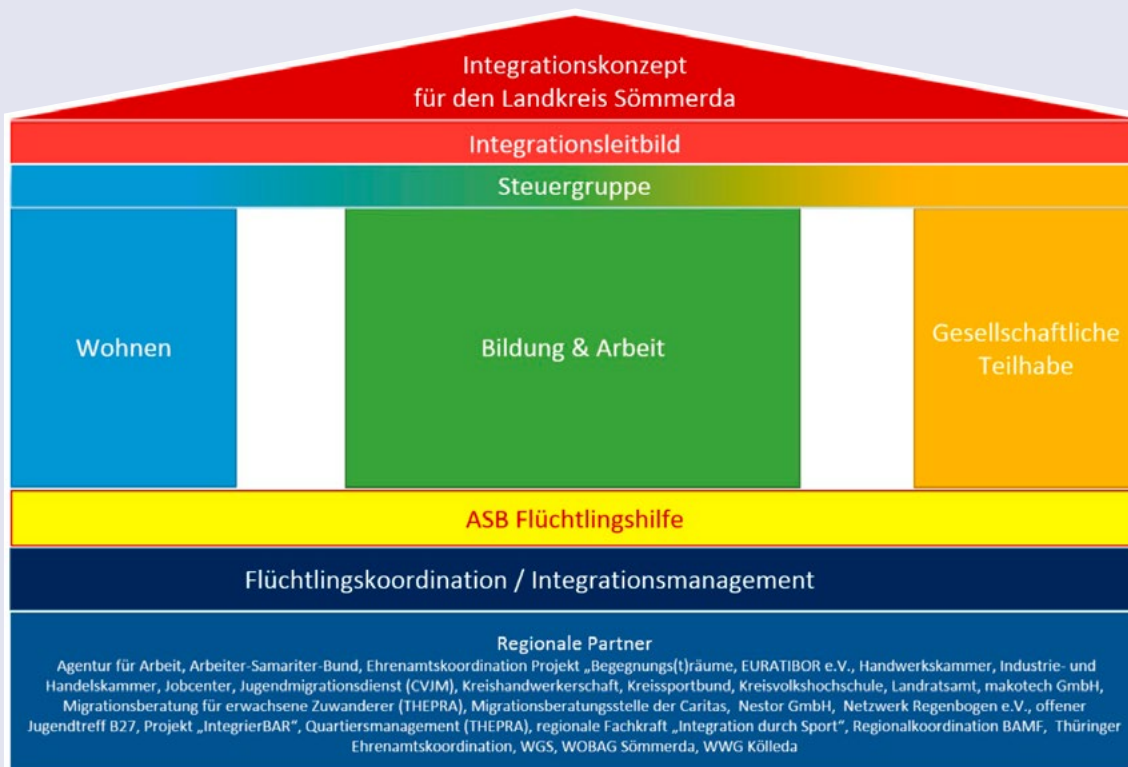 Integrationskonzept
für den Landkreis Sömmerda
Integrationsleitbild
Steuergruppe
Wohnen
Bildung & Arbeit
Gesellschaftliche
Teilhabe
ASB Flüchtlingshilfe
Flüchtlingskoordination / Integrationsmanagement
Regionale Partner
Agentur für Arbeit, Arbeiter-Samariter-Bund, Ehrenamtskoordination Projekt „Begegnungs(t)räume, EURATIBOR e.V., Handwerkskammer, Industrie- und
Handelskammer, Jobcenter, Jugendmigrationsdienst (CVJM), Kreishandwerkerschaft, Kreissportbund, Kreisvolkshochschule, Landratsamt, makotech GmbH,
Migrationsberatung für erwachsene Zuwanderer (THEPRA), Migrationsberatungsstelle der Caritas, Nestor GmbH, Netzwerk Regenbogen e.V., offener
Jugendtreff B27, Projekt „IntegrierBAR“, Quartiersmanagement (THEPRA), regionale Fachkraft „Integration durch Sport“, Regionalkoordination BAMF, Thüringer
Ehrenamtskoordination, WGS, WOBAG Sömmerda, WWG Kölleda